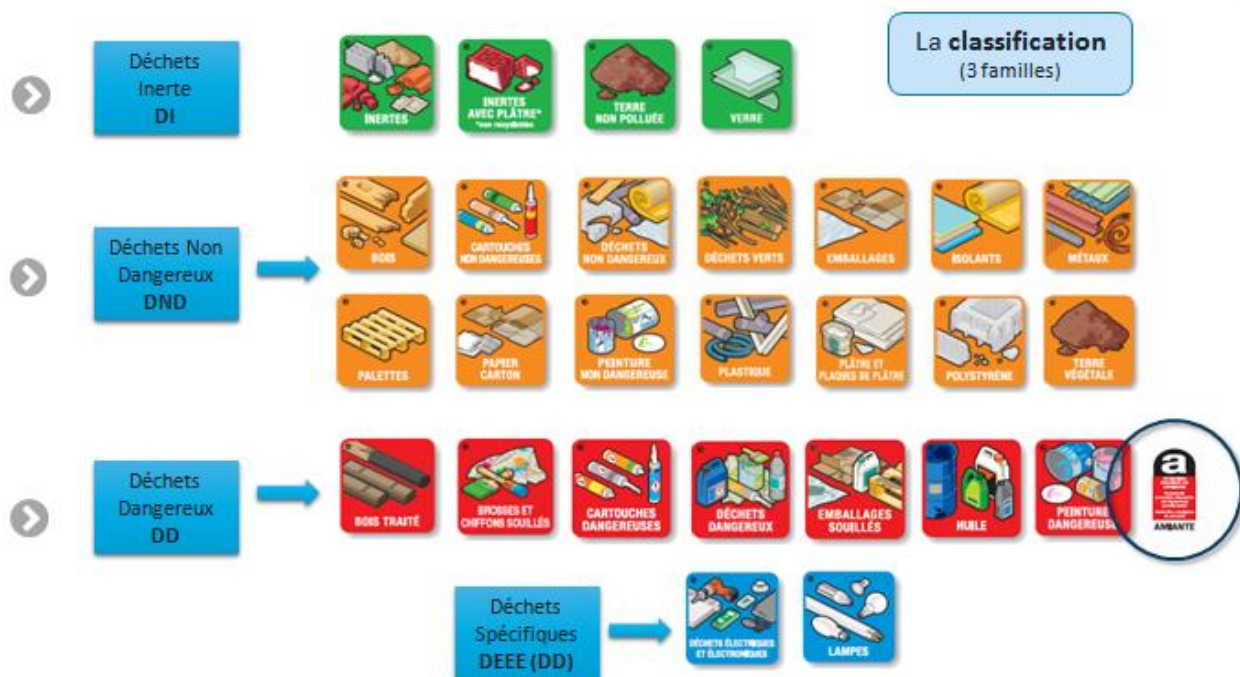 La classification
(3 familles)
Déchets
Inerte
DI
INERTES
INERTES
AVEC PLÂTRE*
*non recyclables
TERRE
NON POLLUÉE
VERRE
Déchets Non
Dangereux
DND
BOIS
CARTOUCHES
NON DANGEREUSES
DÉCHETS
NON DANGEREUX
DÉCHETS VERTS
EMBALLAGES
ISOLANTS
MÉTAUX
PALETTES
PAPIER
CARTON
PEINTURE
NON DANGEREUSE
PLASTIQUE
PLÂTRE ET
PLAQUES DE PLÂTRE
POLYSTYRÈNE
TERRE
VÉGÉTALE
Déchets
Dangereux
DD
BOIS TRAITÉ
BROSSES ET
CHIFFONS SOUILLÉS
CARTOUCHES
DANGEREUSES
DÉCHETS
DANGEREUX
EMBALLAGES
SOUILLÉS
HUILE
PEINTURE
DANGEREUSE
a
AMIANTE
Déchets
Spécifiques
DEEE (DD)
DÉCHETS ÉLECTRIQUES
ET ÉLECTRONIQUES
LAMPES